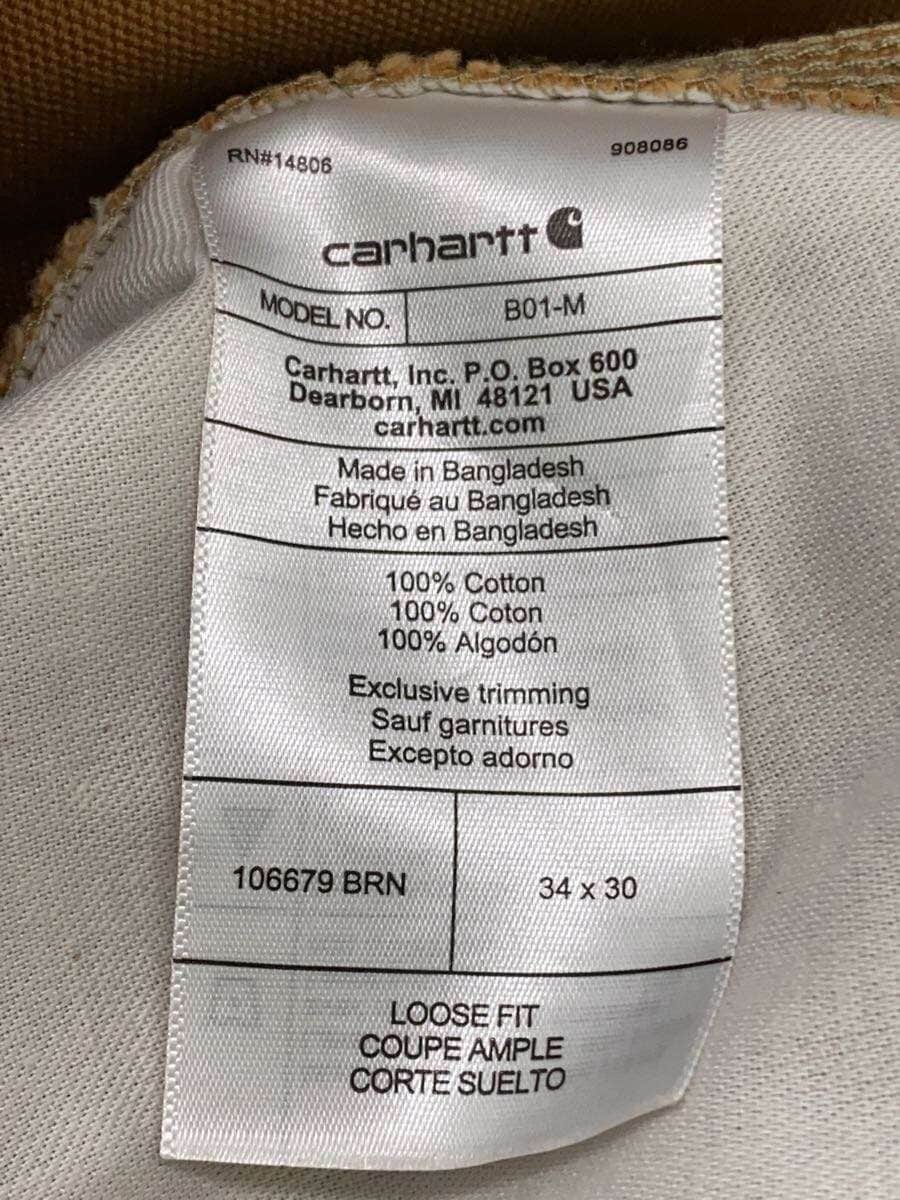 RN#14806
908086
carhartt
MODEL NO.
B01-M
Carhartt, Inc. P.O. Box 600
Dearborn, MI 48121 USA
carhartt.com
Made in Bangladesh
Fabriqué au Bangladesh
Hecho en Bangladesh
100% Cotton
100% Coton
100% Algodón
Exclusive trimming
Sauf garnitures
Excepto adorno
106679 BRN
34 x 30
LOOSE FIT
COUPE AMPLE
CORTE SUELTO